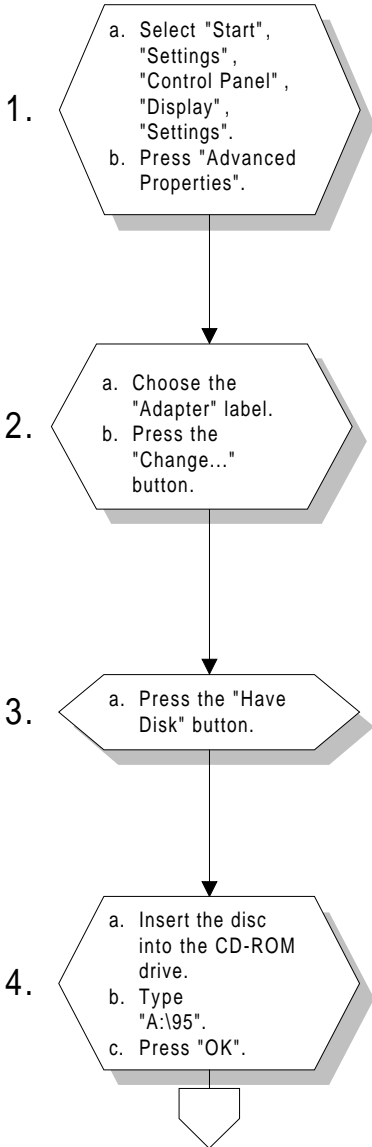 1.
a. Select "Start",
"Settings",
"Control Panel",
"Display",
"Settings".
b. Press "Advanced
Properties".
2.
a. Choose the
"Adapter" label.
b. Press the
"Change..."
button.
3.
a. Press the "Have
Disk" button.
4.
a. Insert the disc
into the CD-ROM
drive.
b. Type
"A:\95".
c. Press "OK".